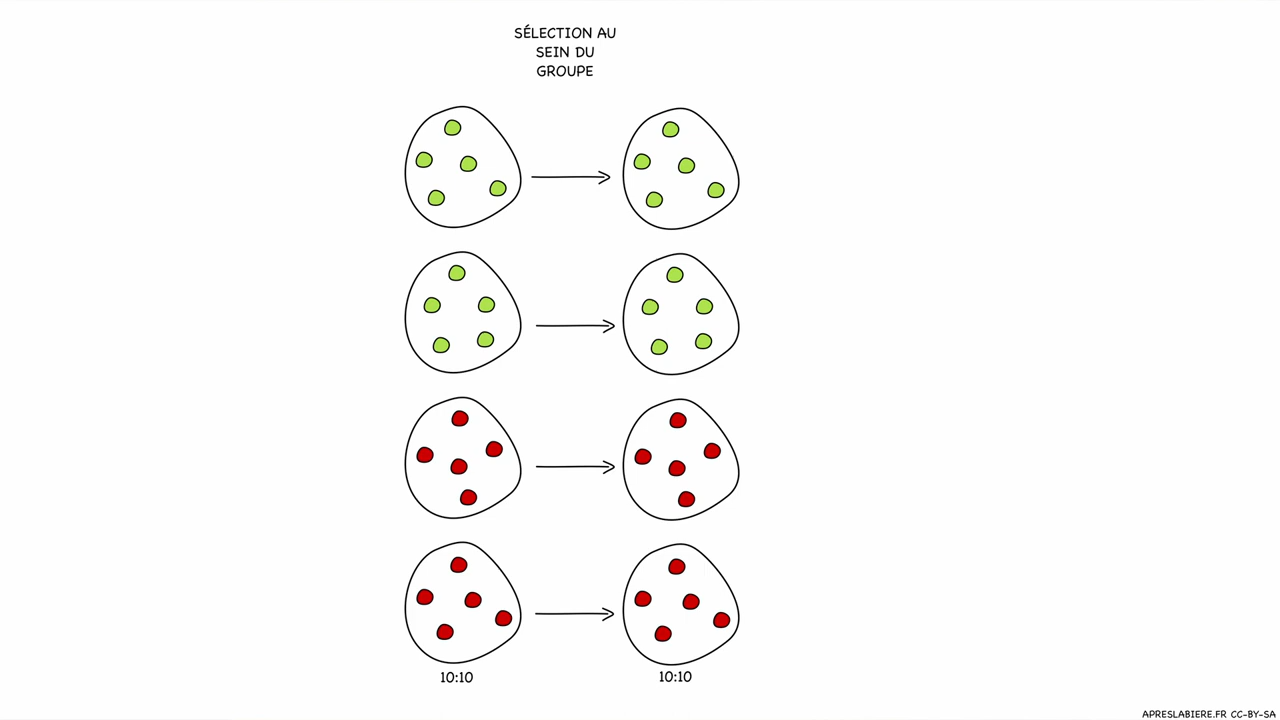 SÉLECTION AU
SEIN DU
GROUPE
10:10
10:10
APRESLABIERE.FR CC-BY-SA